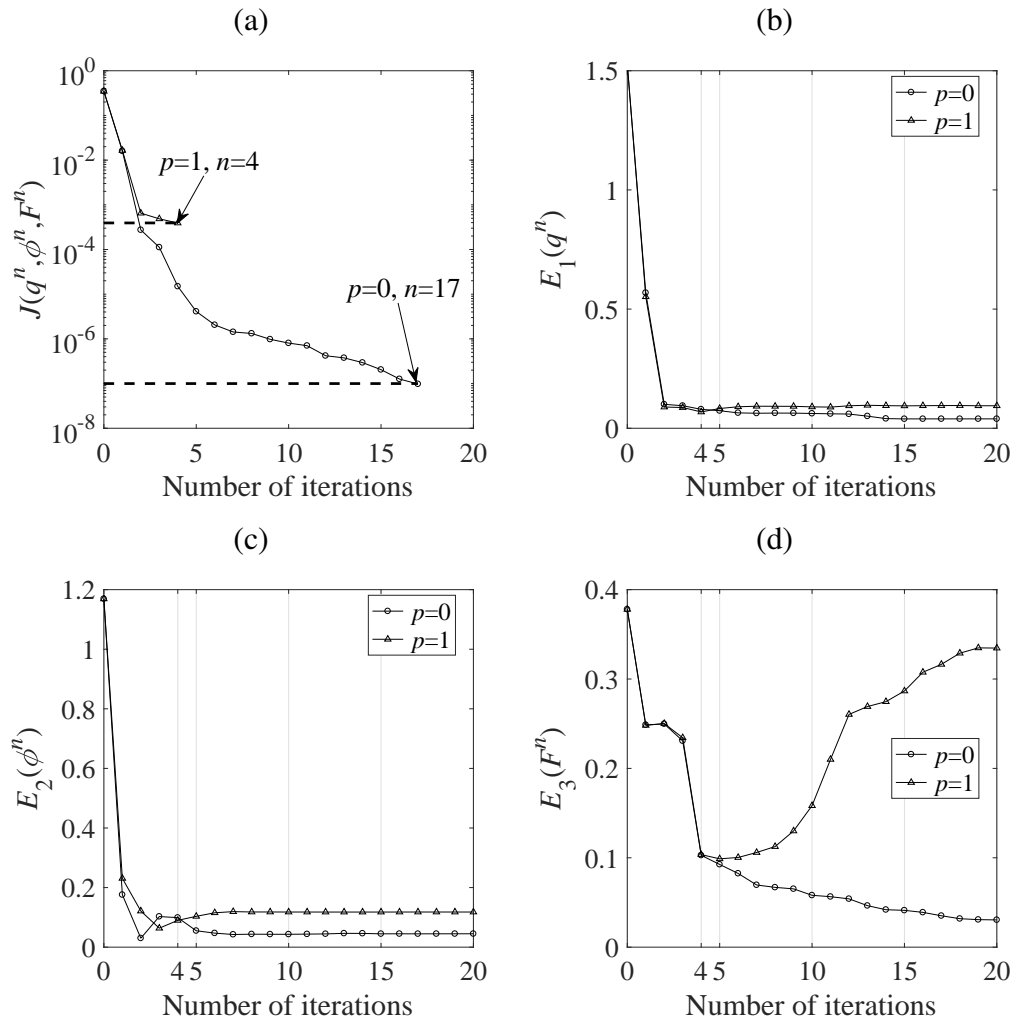 (a)
10^0
10^-2
10^-4
10^-6
10^-8
J(q^n,ϕ^n,F^n)
p=1, n=4
p=0, n=17
0 5 10 15 20
Number of iterations
(b)
1.5
1
0.5
0
E_1(q^n)
p=0
p=1
0 4 5 10 15 20
Number of iterations
(c)
1.2
1
0.8
0.6
0.4
0.2
0
E_2(ϕ^n)
p=0
p=1
0 4 5 10 15 20
Number of iterations
(d)
0.4
0.3
0.2
0.1
0
E_3(F^n)
p=0
p=1
0 4 5 10 15 20
Number of iterations